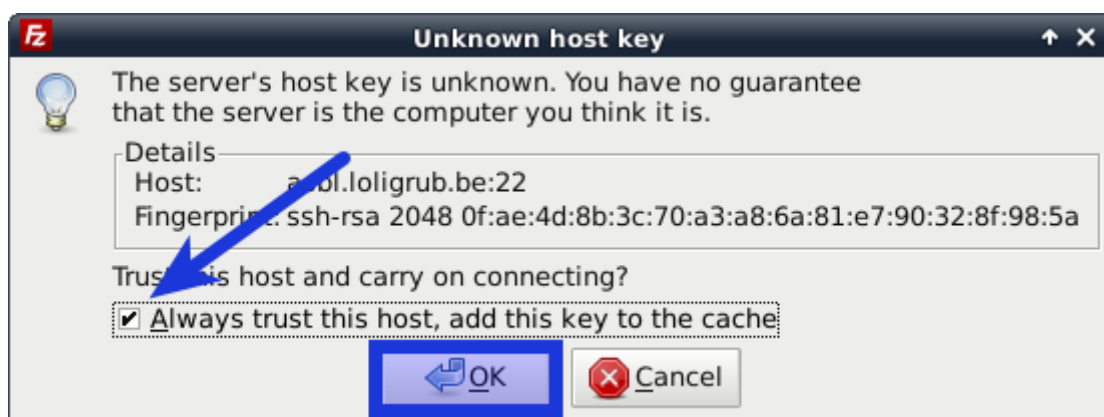 Fz
Unknown host key
The server's host key is unknown. You have no guarantee
that the server is the computer you think it is.
Details
Host: .loligrub.be:22
Fingerprint: ssh-rsa 2048 0f:ae:4d:8b:3c:70:a3:a8:6a:81:e7:90:32:8f:98:5a
Trust this host and carry on connecting?
Always trust this host, add this key to the cache
OK
Cancel